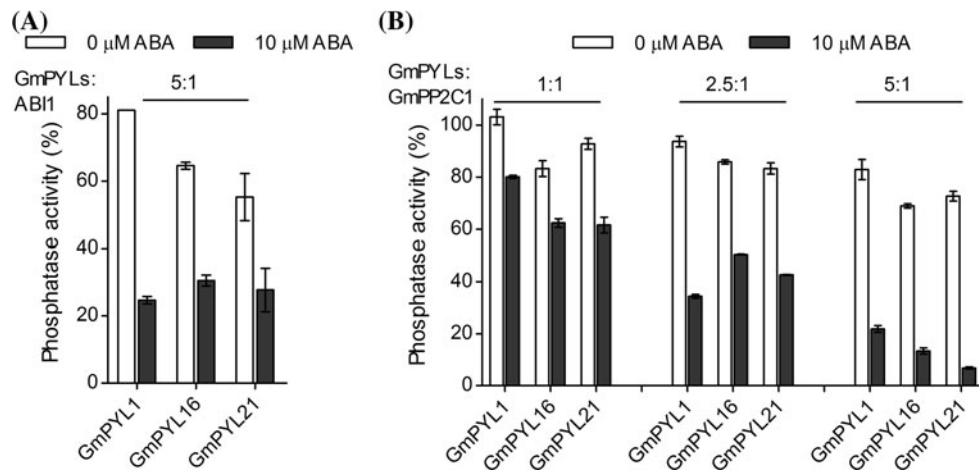 (A)
0 μM ABA 10 μM ABA
GmPYLs:
ABI1
5:1
Phosphatase activity (%)
80
60
40
20
0
GmPYL1
GmPYL16
GmPYL21
(B)
0 μM ABA 10 μM ABA
GmPYLs:
GmPP2C1
1:1 2.5:1 5:1
Phosphatase activity (%)
100
80
60
40
20
0
GmPYL1
GmPYL16
GmPYL21
GmPYL1
GmPYL16
GmPYL21
GmPYL1
GmPYL16
GmPYL21